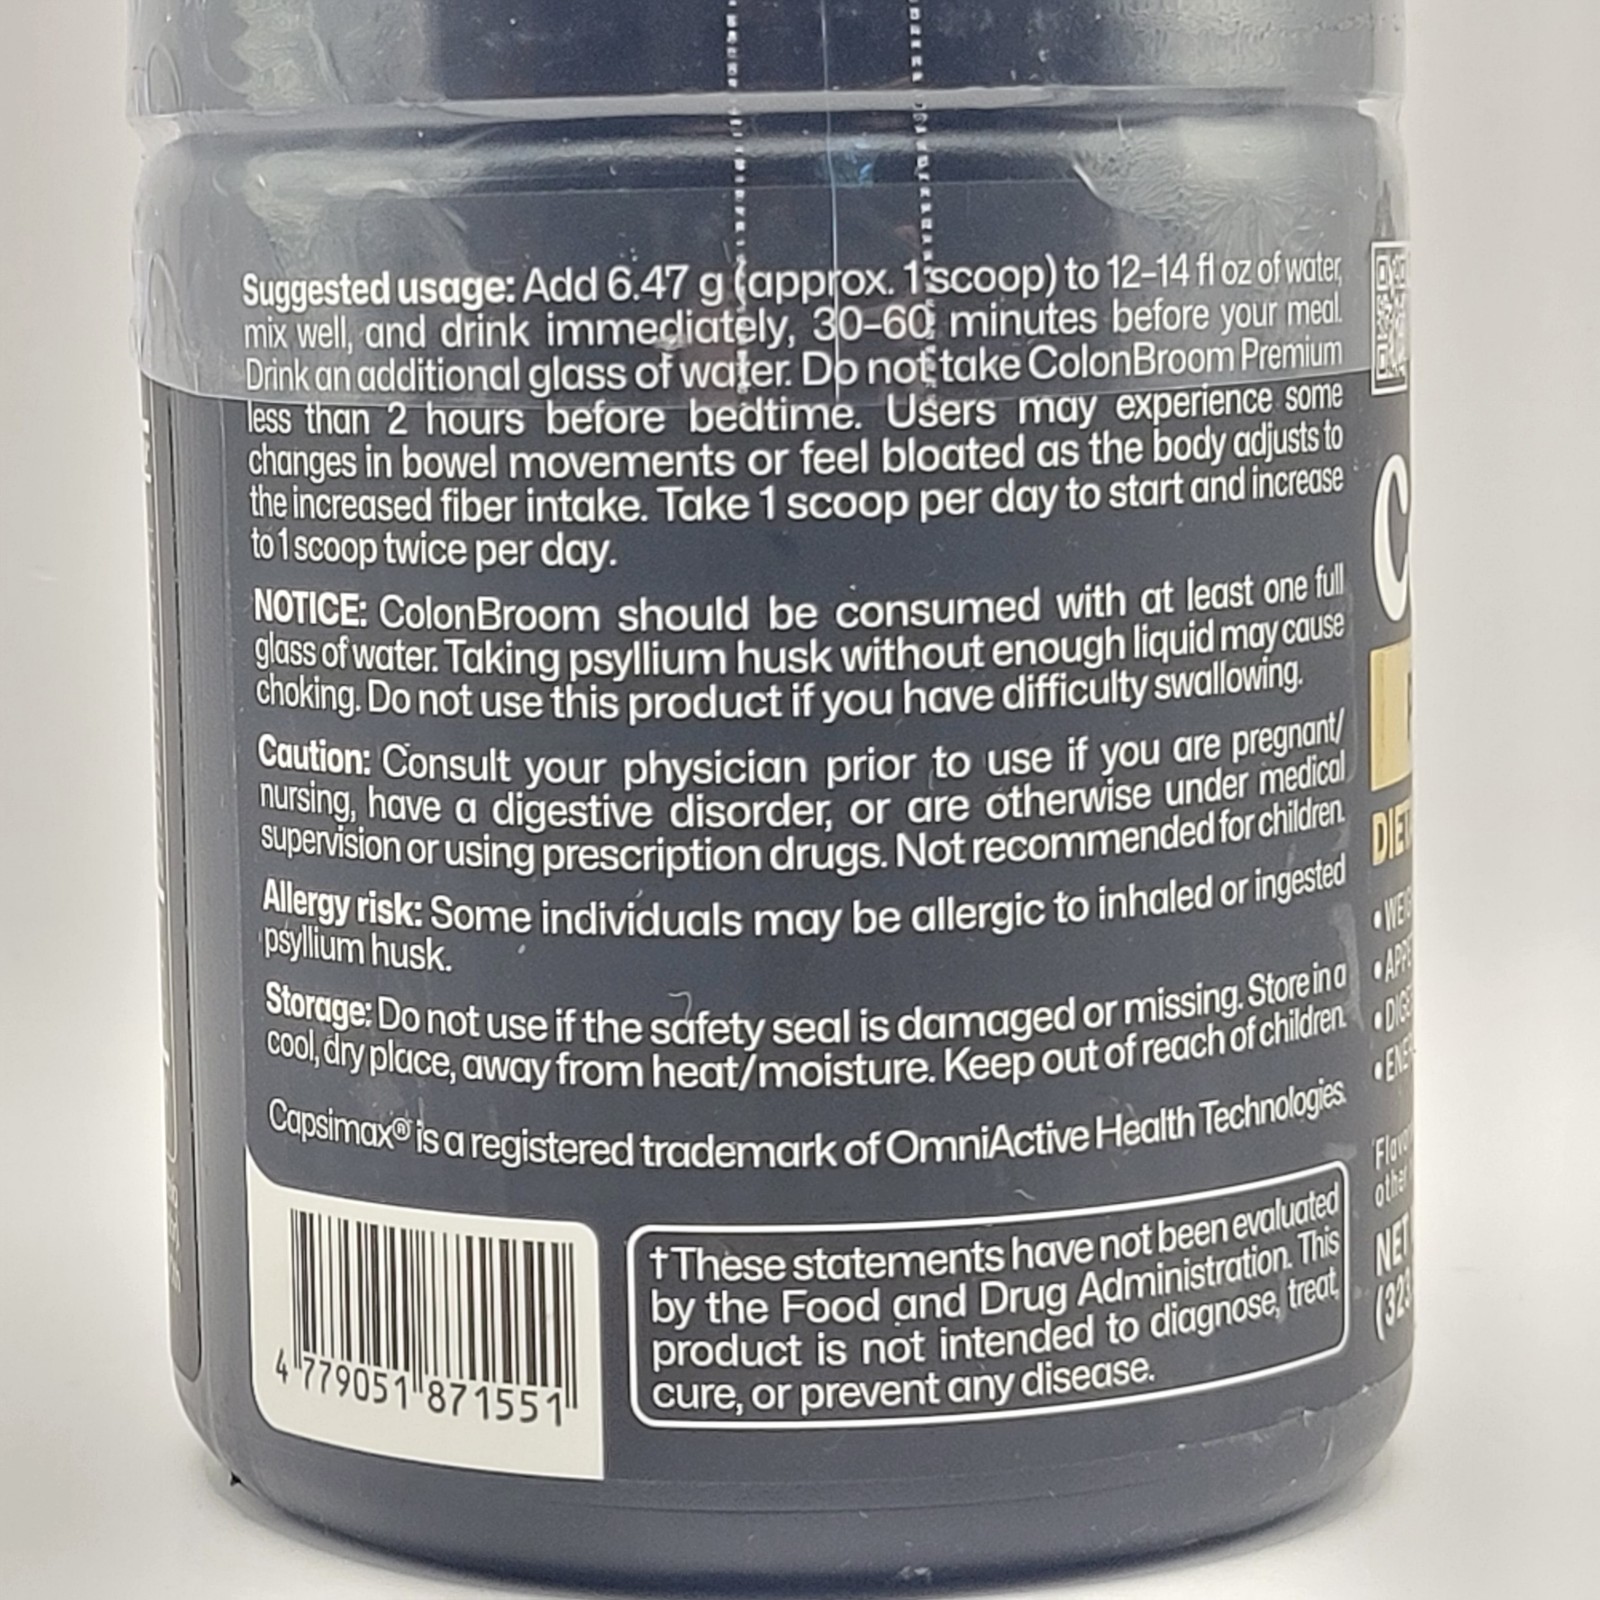 Suggested usage: Add 6.47 g (approx. 1 scoop) to 12–14 fl oz of water,
mix well, and drink immediately, 30–60 minutes before your meal.
Drink an additional glass of water. Do not take ColonBroom Premium
less than 2 hours before bedtime. Users may experience some
changes in bowel movements or feel bloated as the body adjusts to
the increased fiber intake. Take 1 scoop per day to start and increase
to 1 scoop twice per day.
NOTICE: ColonBroom should be consumed with at least one full
glass of water. Taking psyllium husk without enough liquid may cause
choking. Do not use this product if you have difficulty swallowing.
Caution: Consult your physician prior to use if you are pregnant/
nursing, have a digestive disorder, or are otherwise under medical
supervision or using prescription drugs. Not recommended for children.
Allergy risk: Some individuals may be allergic to inhaled or ingested
psyllium husk.
Storage: Do not use if the safety seal is damaged or missing. Store in a
cool, dry place, away from heat/moisture. Keep out of reach of children.
Capsimax® is a registered trademark of OmniActive Health Technologies.
4 779051 871551
†These statements have not been evaluated
by the Food and Drug Administration. This
product is not intended to diagnose, treat,
cure, or prevent any disease.
NET
(323